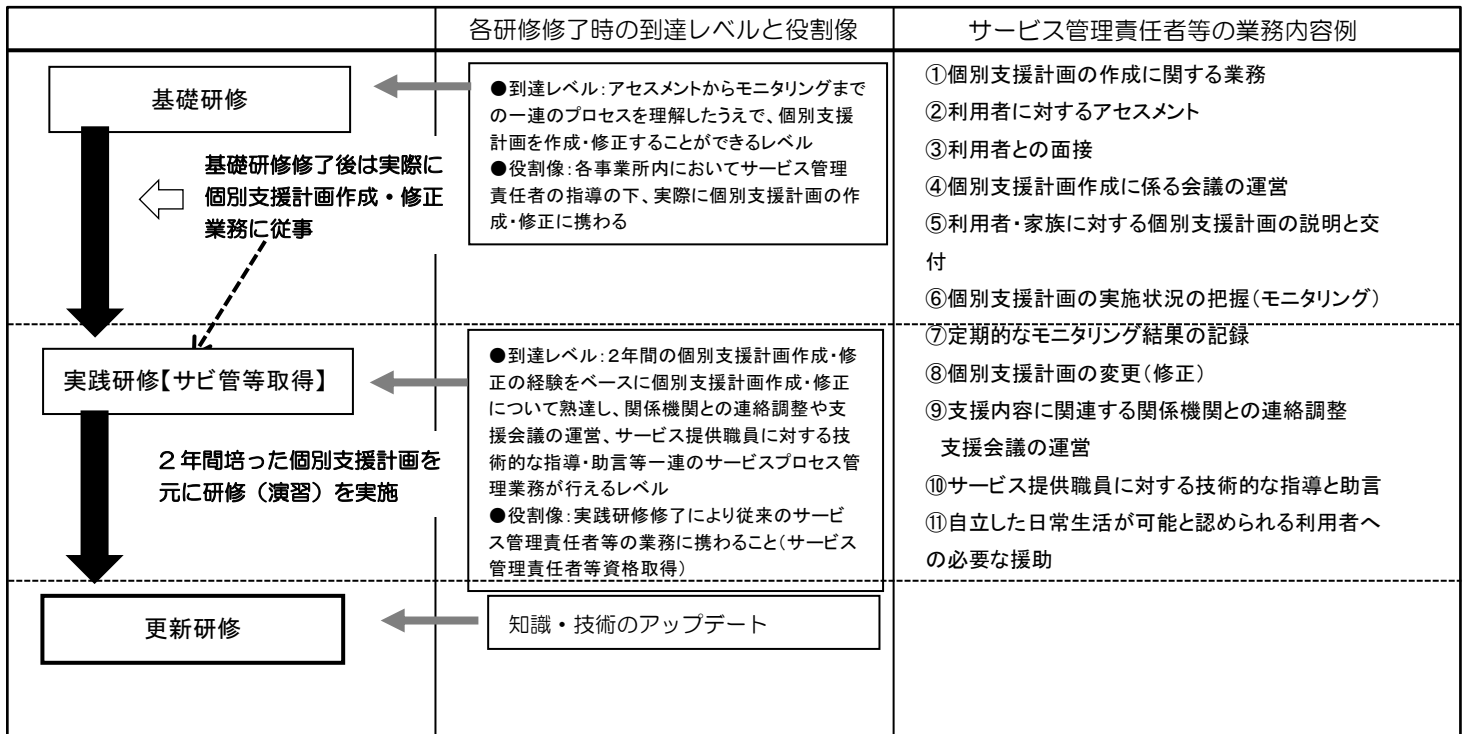 各研修修了時の到達レベルと役割像
サービス管理責任者等の業務内容例
基礎研修
基礎研修修了後は実際に
個別支援計画作成・修正
業務に従事
●到達レベル：アセスメントからモニタリングまで
の一連のプロセスを理解したうえで、個別支援
計画を作成・修正することができるレベル
●役割像：各事業所内においてサービス管理
責任者の指導の下、実際に個別支援計画の作
成・修正に携わる
実践研修【サビ管等取得】
２年間培った個別支援計画を
元に研修（演習）を実施
●到達レベル：２年間の個別支援計画作成・修
正の経験をベースに個別支援計画作成・修正
について熟達し、関係機関との連絡調整や支
援会議の運営、サービス提供職員に対する技
術的な指導・助言等一連のサービスプロセス管
理業務が行えるレベル
●役割像：実践研修修了により従来のサービ
ス管理責任者等の業務に携わること（サービス
管理責任者等資格取得）
更新研修
知識・技術のアップデート
①個別支援計画の作成に関する業務
②利用者に対するアセスメント
③利用者との面接
④個別支援計画作成に係る会議の運営
⑤利用者・家族に対する個別支援計画の説明と交
付
⑥個別支援計画の実施状況の把握（モニタリング）
⑦定期的なモニタリング結果の記録
⑧個別支援計画の変更（修正）
⑨支援内容に関連する関係機関との連絡調整
支援会議の運営
⑩サービス提供職員に対する技術的な指導と助言
⑪自立した日常生活が可能と認められる利用者へ
の必要な援助